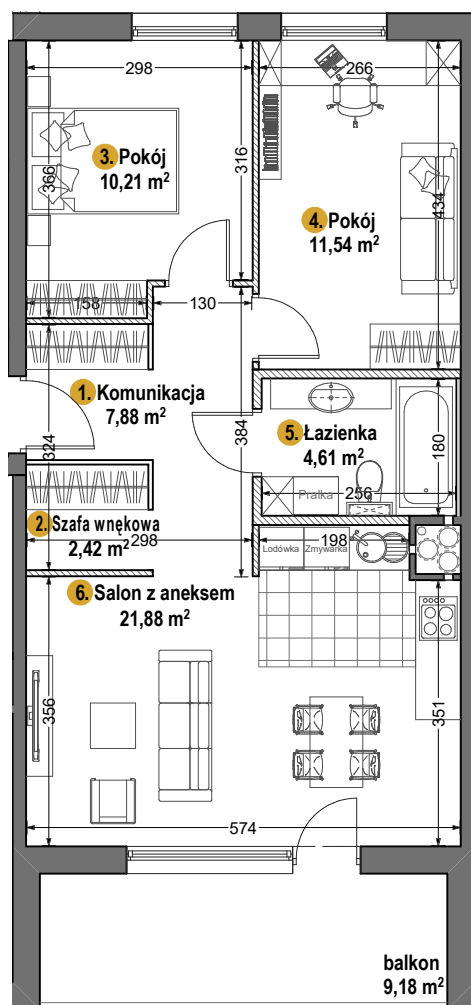 298
266
3. Pokój
10,21 m²
366
316
4. Pokój
11,54 m²
434
158
130
1. Komunikacja
7,88 m²
324
384
5. Łazienka
4,61 m²
180
Pralka
256
2. Szafa wnękowa
2,42 m²
298
198
Lodówka
Zmywarka
6. Salon z aneksem
21,88 m²
356
351
574
balkon
9,18 m²